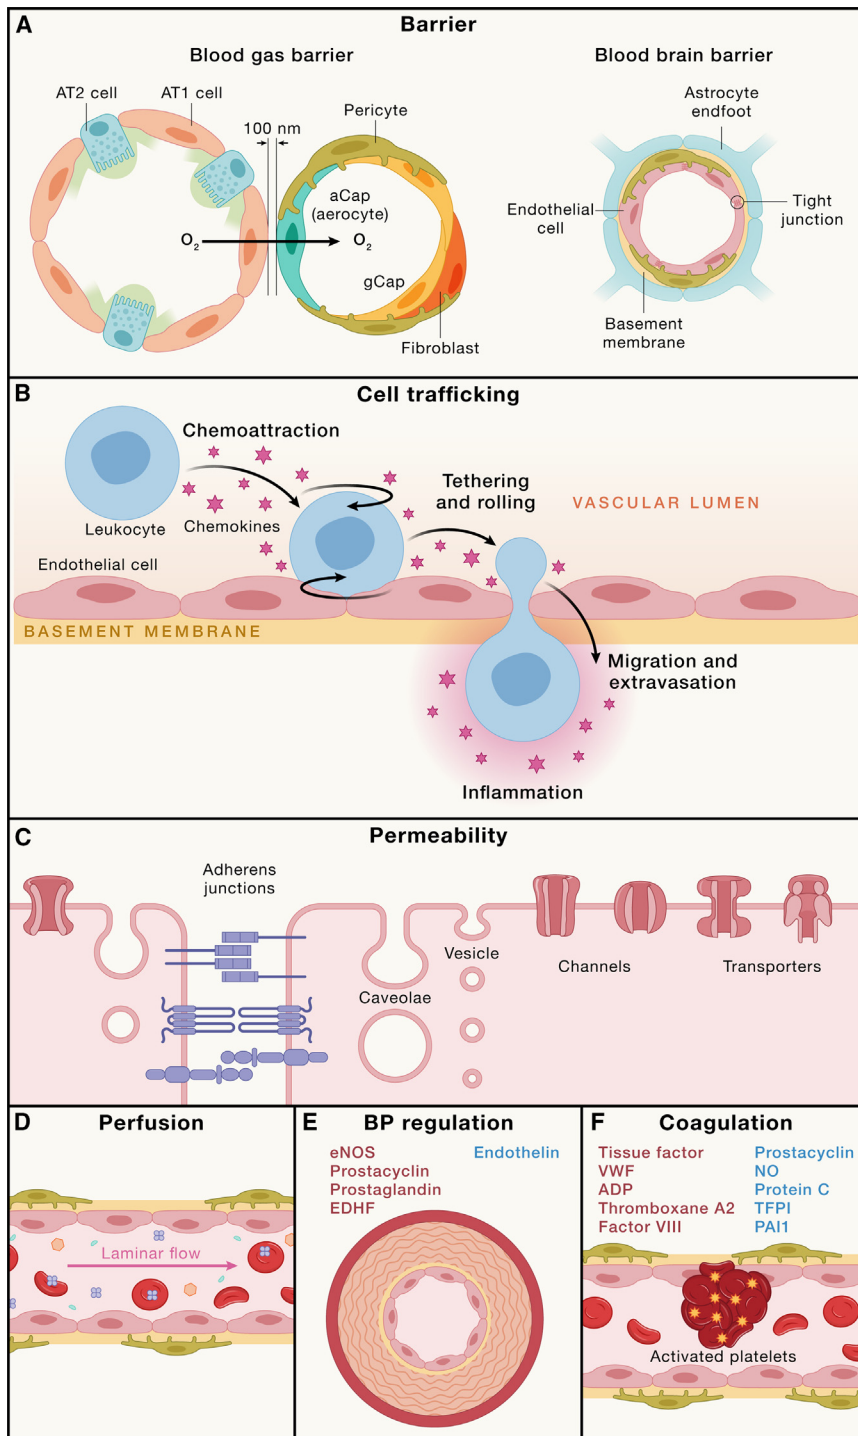 A
Barrier
Blood gas barrier
AT2 cell
AT1 cell
100 nm
Pericyte
aCap
(aerocyte)
O₂
O₂
gCap
Fibroblast
Blood brain barrier
Astrocyte
endfoot
Endothelial
cell
Tight
junction
Basement
membrane
B
Cell trafficking
Chemoattraction
Leukocyte
Chemokines
Tethering
and rolling
VASCULAR LUMEN
Endothelial cell
BASEMENT MEMBRANE
Migration and
extravasation
Inflammation
C
Permeability
Adherens
junctions
Caveolae
Vesicle
Channels
Transporters
D
Perfusion
Laminar flow
E
BP regulation
eNOS
Prostacyclin
Prostaglandin
EDHF
Endothelin
F
Coagulation
Tissue factor
VWF
ADP
Thromboxane A2
Factor VIII
Prostacyclin
NO
Protein C
TFPI
PAI1
Activated platelets